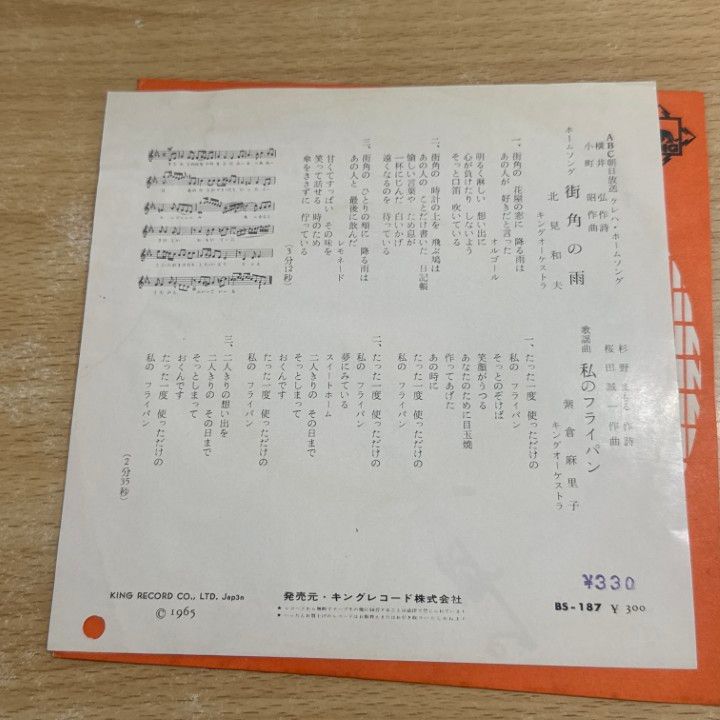 ABC朝日放送 クレハ・ホームソング
横井 弘作詩
小町 昭作曲
ホームソング 街角の雨
北見和夫
キングオーケストラ
一、街角の 花屋の窓に 降る雨は
あの人が 好きだと言った オルゴール
明るく淋しい 想い出に
心が負けたり しないよう
そっと口笛 吹いている
二、街角の 時計の上を 飛ぶ鳩は
あの人の ことだけ書いた 日記帳
愉しい言葉や ため息が
一杯にじんだ 白いかげ
遠くなるのを 待っている
三、街角の ひとりの頬に 降る雨は
あの人と 最後に飲んだ レモネード
甘くてすっぱい その味を
笑って話せる 時のため
傘をささずに 佇っている
(3分12秒)
杉野まもる作詩
桜田誠一作曲
歌謡曲 私のフライパン
紫倉麻里子
キングオーケストラ
一、たった一度 使っただけの
私の フライパン
そっとのぞけば
笑顔がうつる
あなたのために目玉焼
作ってあげた
あの時に
たった一度 使っただけの
私の フライパン
二、たった一度 使っただけの
私の フライパン
夢にみている
スイートホーム
二人きりの その日まで
そっとしまって
おくんです
たった一度 使っただけの
私の フライパン
三、二人きりの想い出を
二人きりの その日まで
そっとしまって
おくんです
たった一度 使っただけの
私の フライパン
(2分35秒)
¥330
KING RECORD CO., LTD. Japan
© 1965
発売元・キングレコード株式会社
BS-187 ¥300